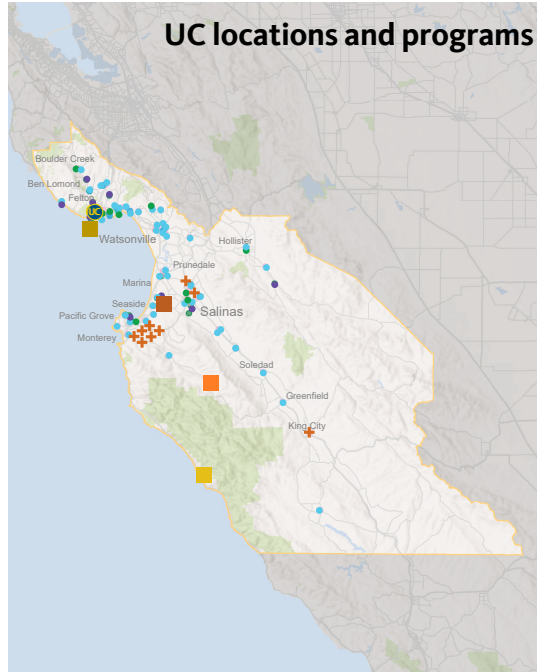 UC locations and programs
Boulder Creek
Ben Lomond
Felton
UC
Watsonville
Hollister
Prunedale
Marina
Seaside
Salinas
Pacific Grove
Monterey
Soledad
Greenfield
King City